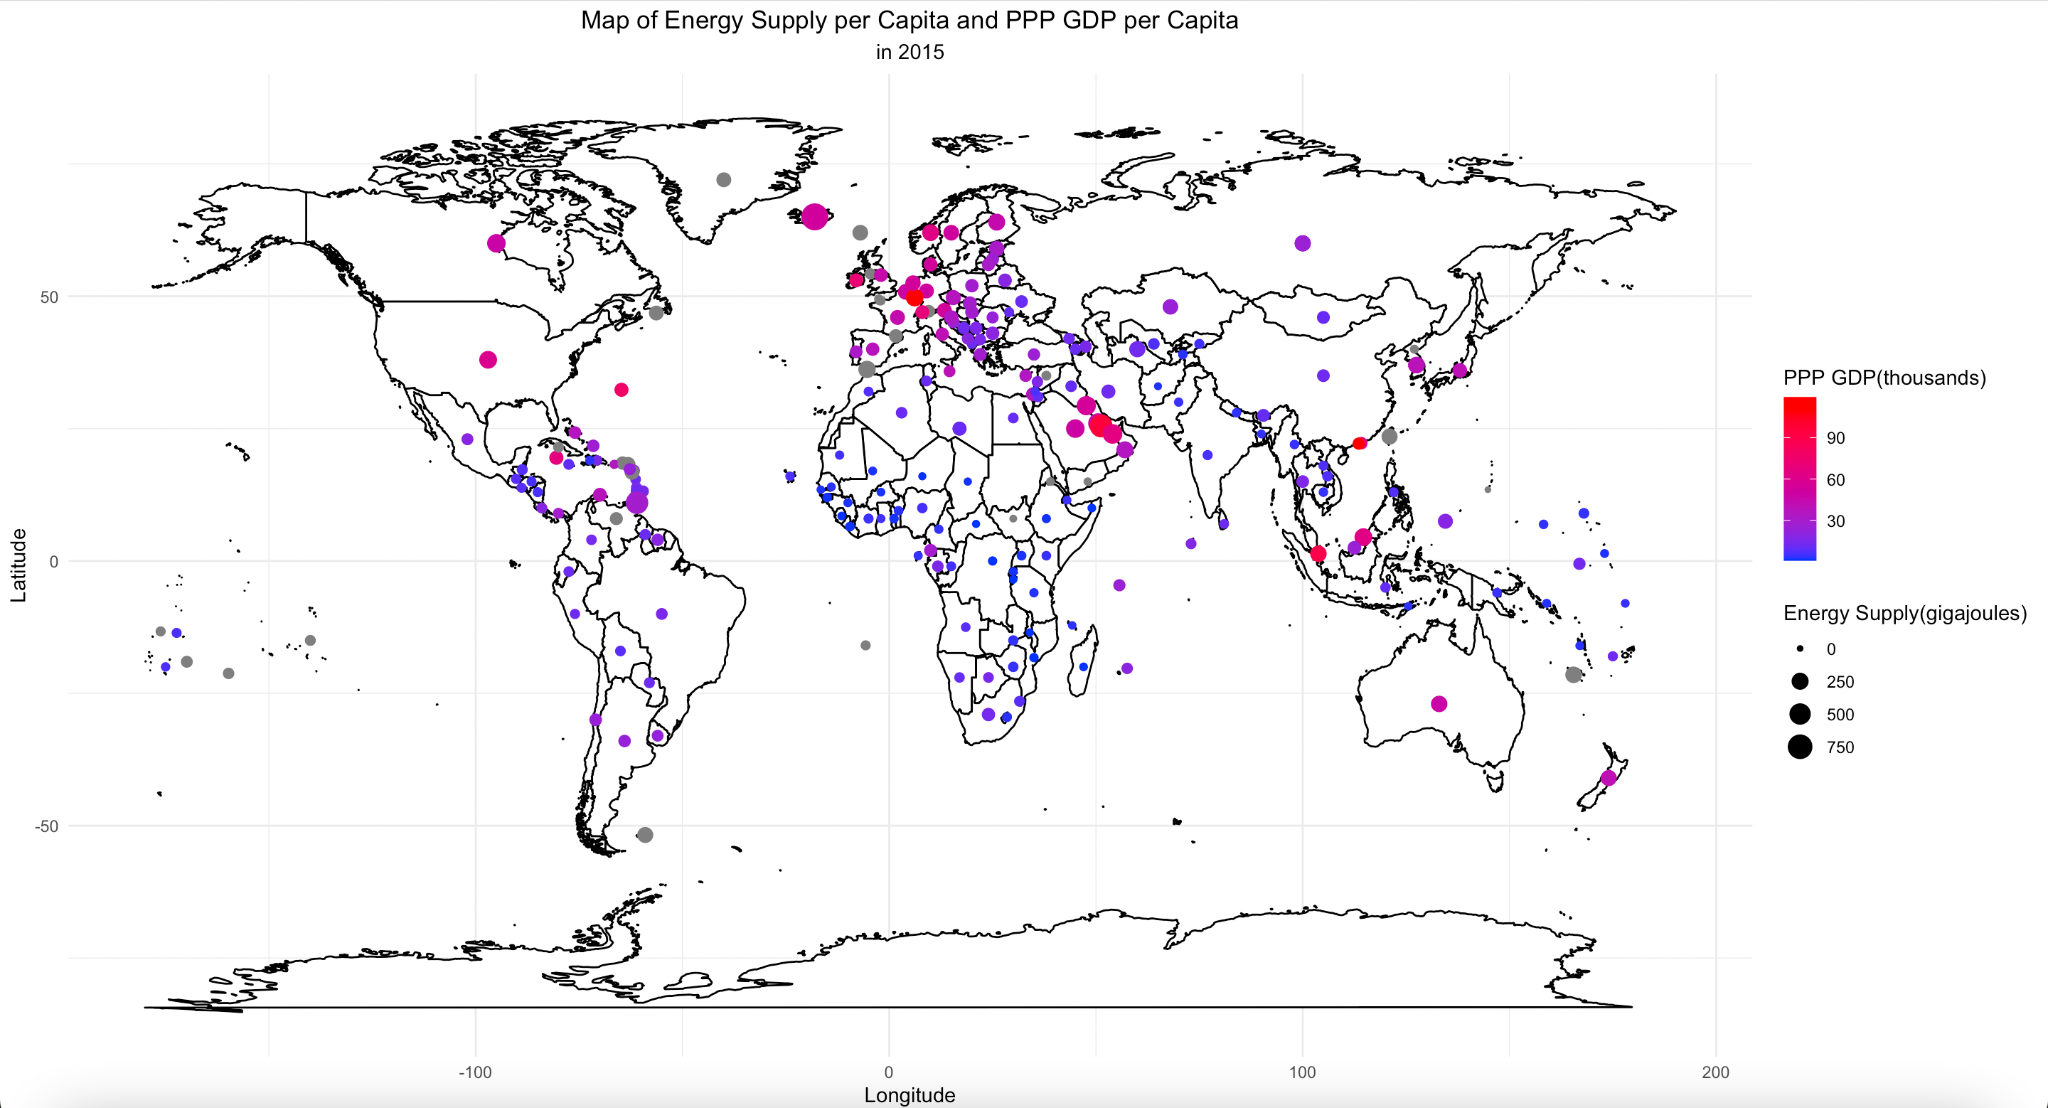 Map of Energy Supply per Capita and PPP GDP per Capita
in 2015
Latitude
50
0
-50
-100
0
100
200
Longitude
PPP GDP(thousands)
90
60
30
Energy Supply(gigajoules)
0
250
500
750